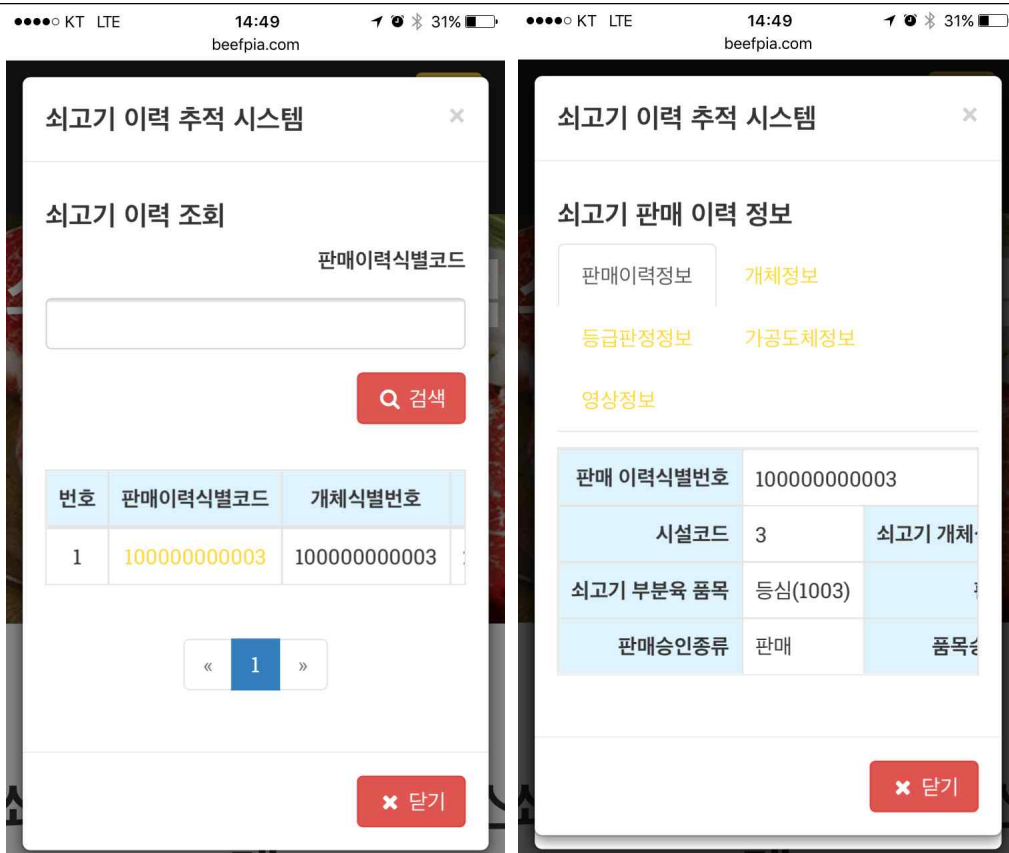 KT LTE 14:49 31%
beefpia.com
쇠고기 이력 추적 시스템 ×
쇠고기 이력 조회
판매이력식별코드
검색
번호 판매이력식별코드 개체식별번호
1 100000000003 100000000003
« 1 »
닫기
KT LTE 14:49 31%
beefpia.com
쇠고기 이력 추적 시스템 ×
쇠고기 판매 이력 정보
판매이력정보 개체정보
등급판정정보 가공도체정보
영상정보
판매 이력식별번호 100000000003
시설코드 3 쇠고기 개체
쇠고기 부분육 품목 등심(1003)
판매승인종류 판매 품목
닫기